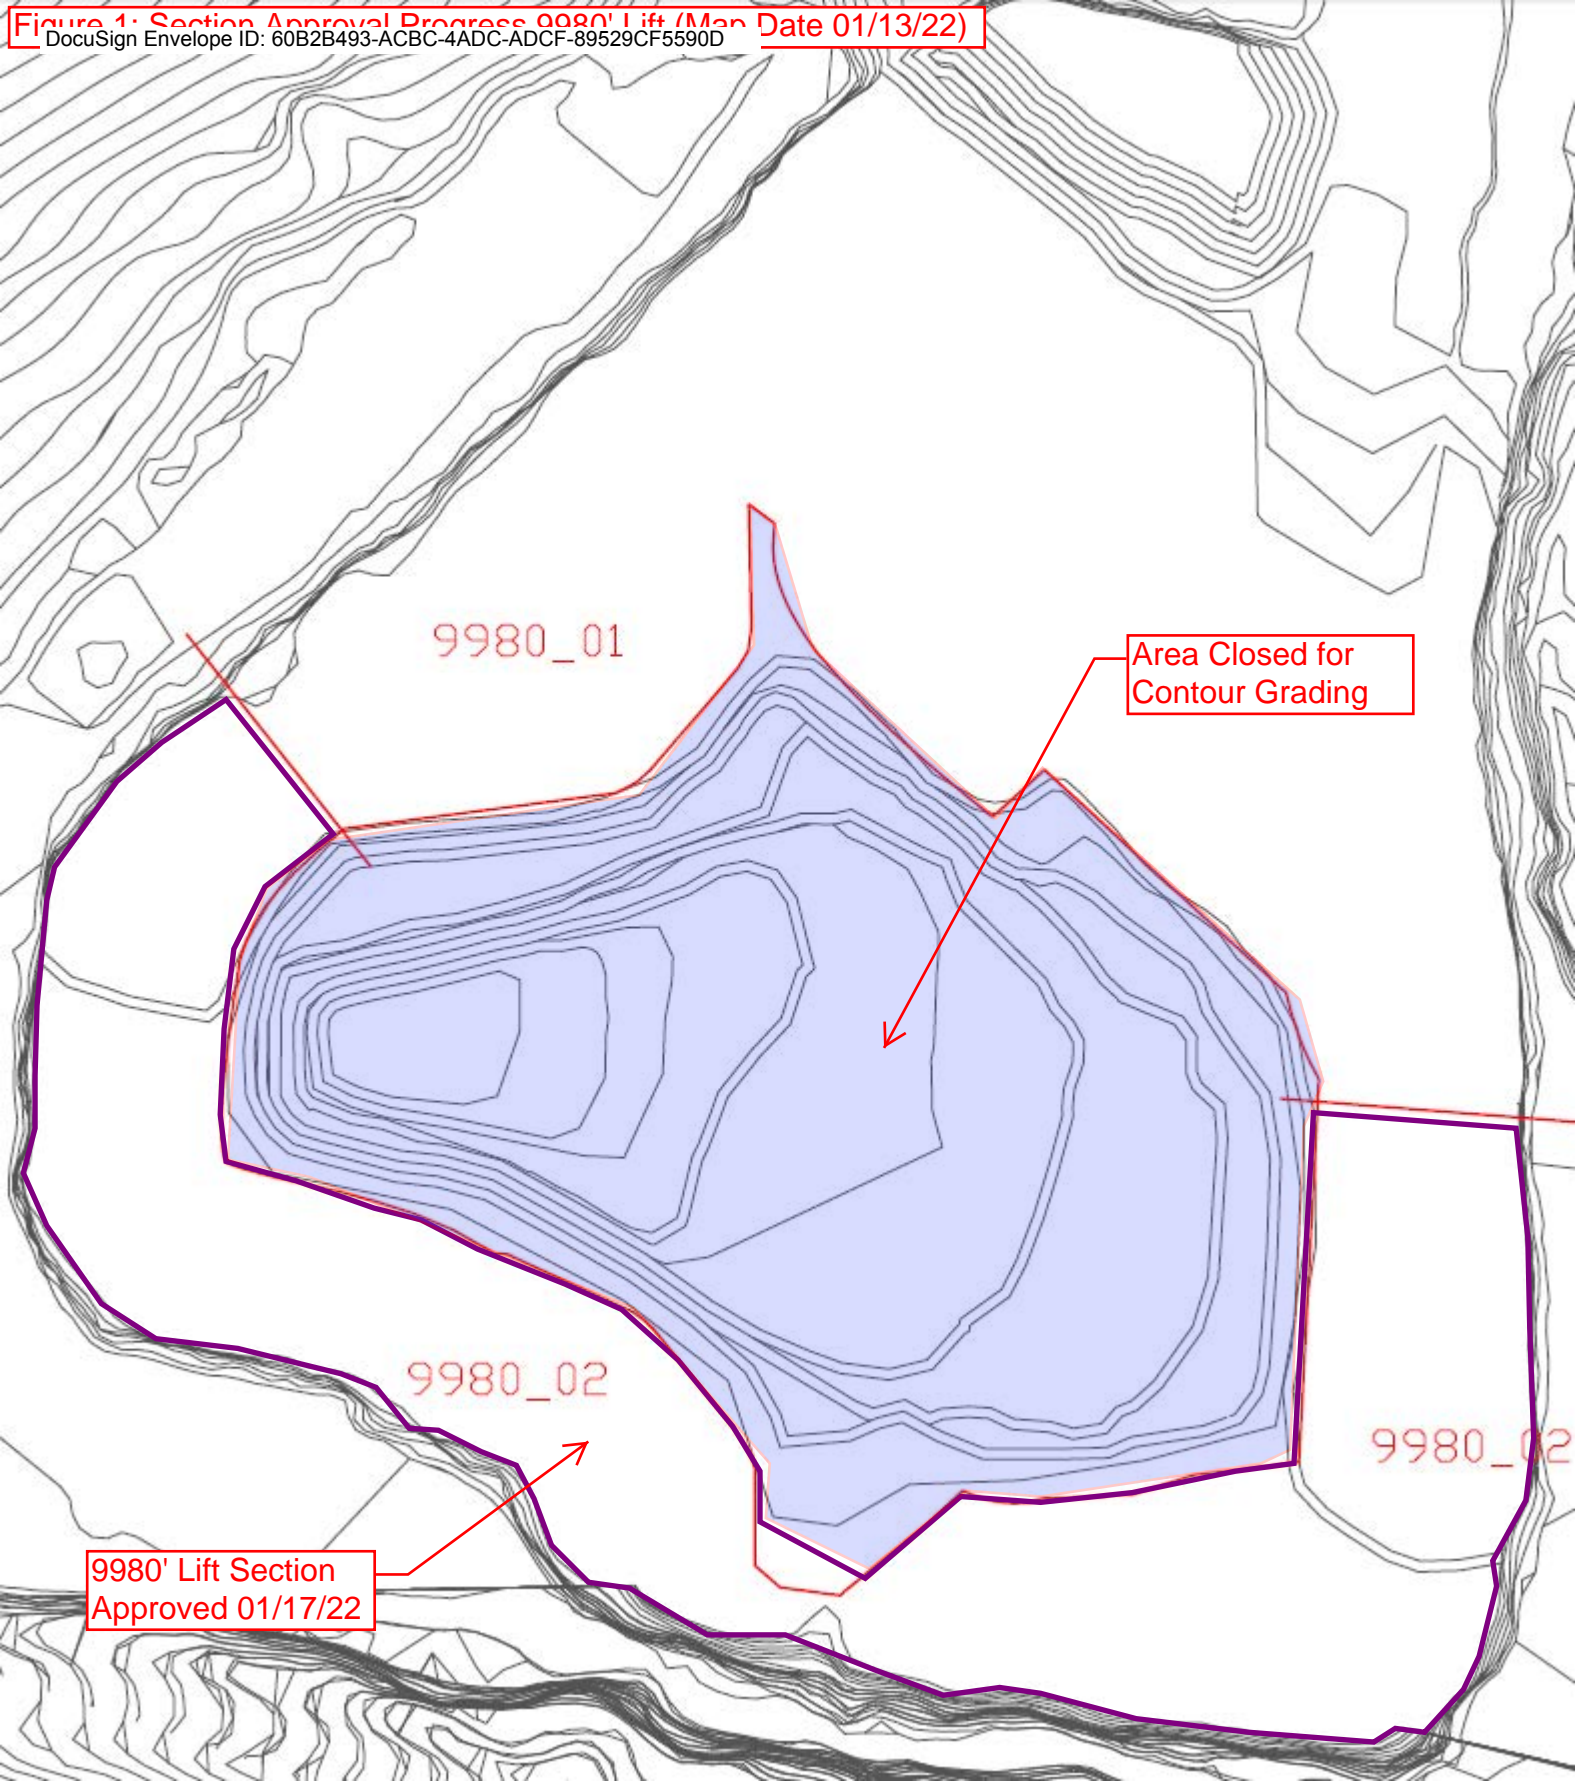 Figure 1: Section Approval Progress 9980' Lift (Map Date 01/13/22)
DocuSign Envelope ID: 60B2B493-ACBC-4ADC-ADCF-89529CF5590D
9980_01
Area Closed for
Contour Grading
9980_02
9980_02
9980' Lift Section
Approved 01/17/22